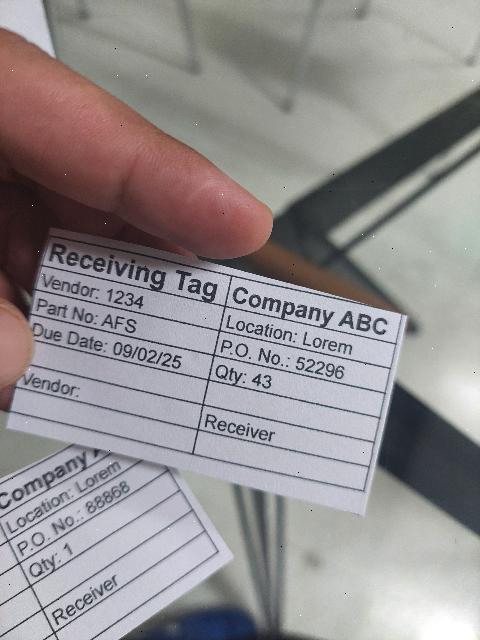 Receiving Tag
Company ABC
Vendor: 1234
Location: Lorem
Part No: AFS
P.O. No.: 52296
Due Date: 09/02/25
Qty: 43
Vendor:
Receiver
Company
Location: Lorem
P.O. No.: 88868
Qty: 1
Receiver